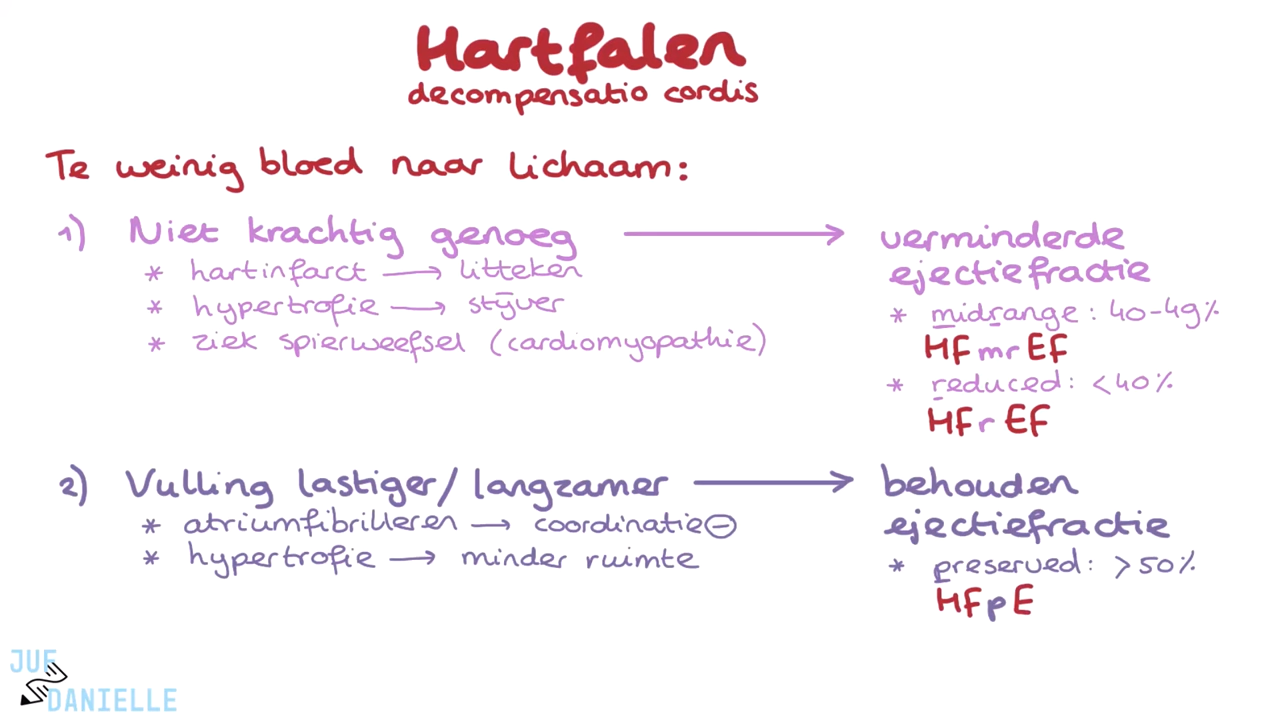 Hartfalen
decompensatio cordis
Te weinig bloed naar lichaam:
1) Niet krachtig genoeg → verminderde ejectiefractie
* hartinfarct → litteken
* hypertrofie → stijver
* ziek spierweefsel (cardiomyopathie)
* midrange: 40-49%
HFmrEF
* reduced: <40%
HFrEF
2) Vulling lastiger/langzamer → behouden ejectiefractie
* atriumfibrilleren → coordinatie⊖
* hypertrofie → minder ruimte
* preserved: >50%
HFpE
JUF DANIELLE